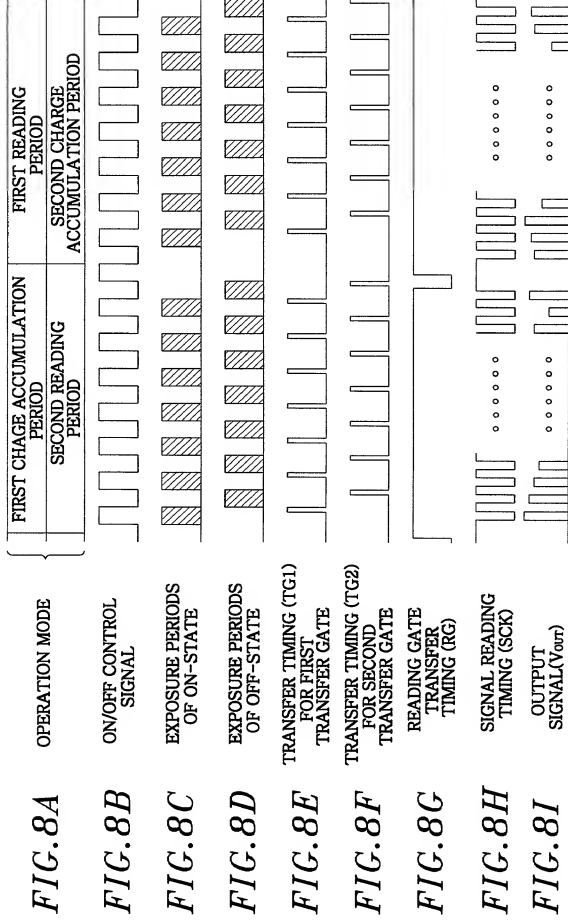 FIG.8A
OPERATION MODE
FIRST CHAGE ACCUMULATION
PERIOD
FIRST READING
PERIOD
SECOND READING
PERIOD
SECOND CHARGE
ACCUMULATION PERIOD
FIG.8B
ON/OFF CONTROL
SIGNAL
FIG.8C
EXPOSURE PERIODS
OF ON-STATE
FIG.8D
EXPOSURE PERIODS
OF OFF-STATE
FIG.8E
TRANSFER TIMING (TG1)
FOR FIRST
TRANSFER GATE
FIG.8F
TRANSFER TIMING (TG2)
FOR SECOND
TRANSFER GATE
FIG.8G
READING GATE
TRANSFER
TIMING (RG)
FIG.8H
SIGNAL READING
TIMING (SCK)
FIG.8I
OUTPUT
SIGNAL(VOUT)